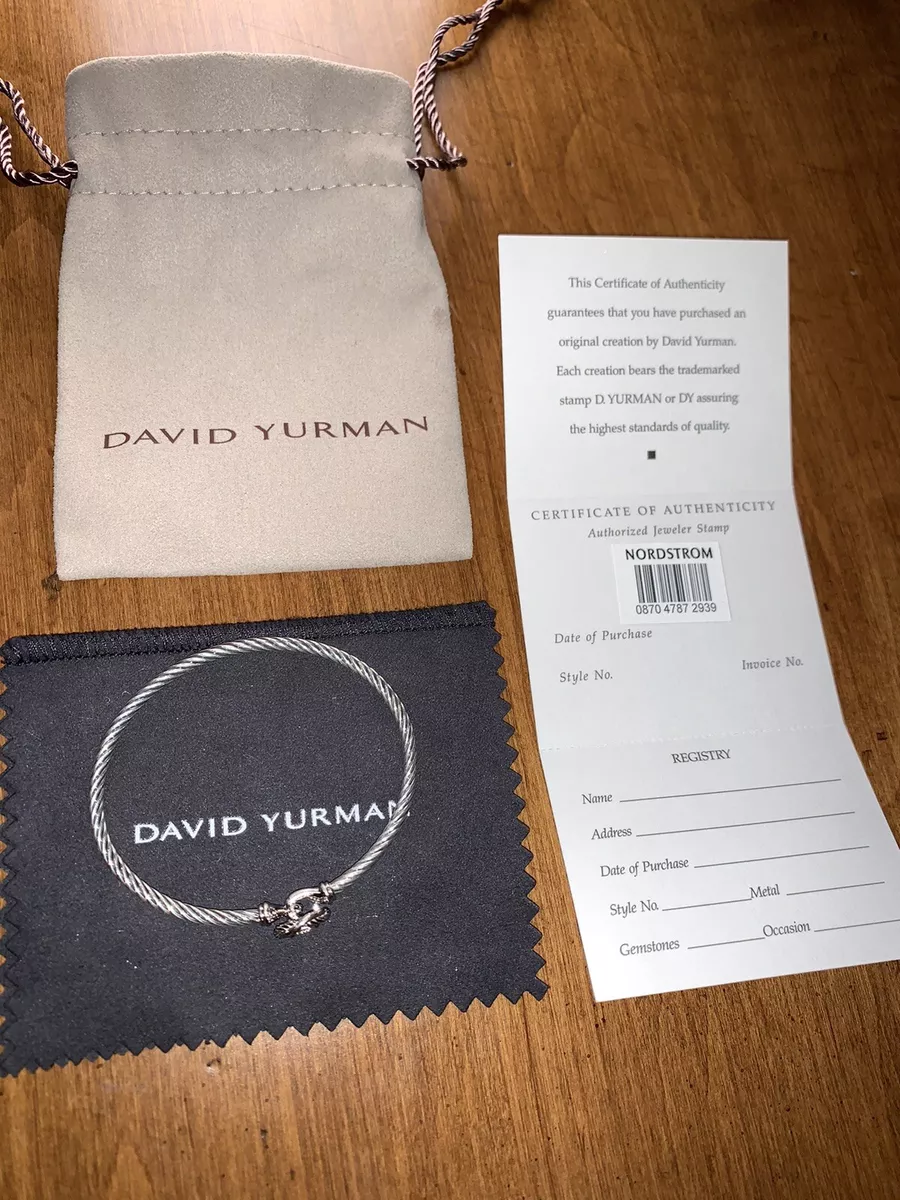 DAVID YURMAN
This Certificate of Authenticity
guarantees that you have purchased an
original creation by David Yurman.
Each creation bears the trademarked
stamp D. YURMAN or DY assuring
the highest standards of quality.
CERTIFICATE OF AUTHENTICITY
Authorized Jeweler Stamp
NORDSTROM
0870 4787 2939
Date of Purchase
Style No. Invoice No.
REGISTRY
Name
Address
Date of Purchase
Style No. Metal
Gemstones Occasion
DAVID YURMAN